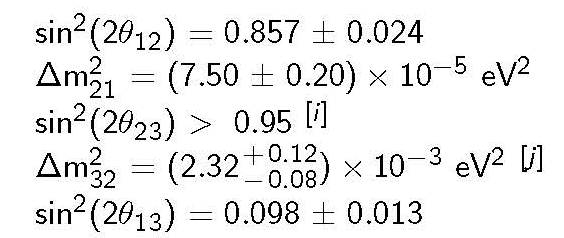 sin²(2θ₁₂) = 0.857 ± 0.024
Δm²₂₁ = (7.50 ± 0.20) × 10⁻⁵ eV²
sin²(2θ₂₃) > 0.95 [i]
Δm²₃₂ = (2.32 +0.12 −0.08) × 10⁻³ eV² [j]
sin²(2θ₁₃) = 0.098 ± 0.013